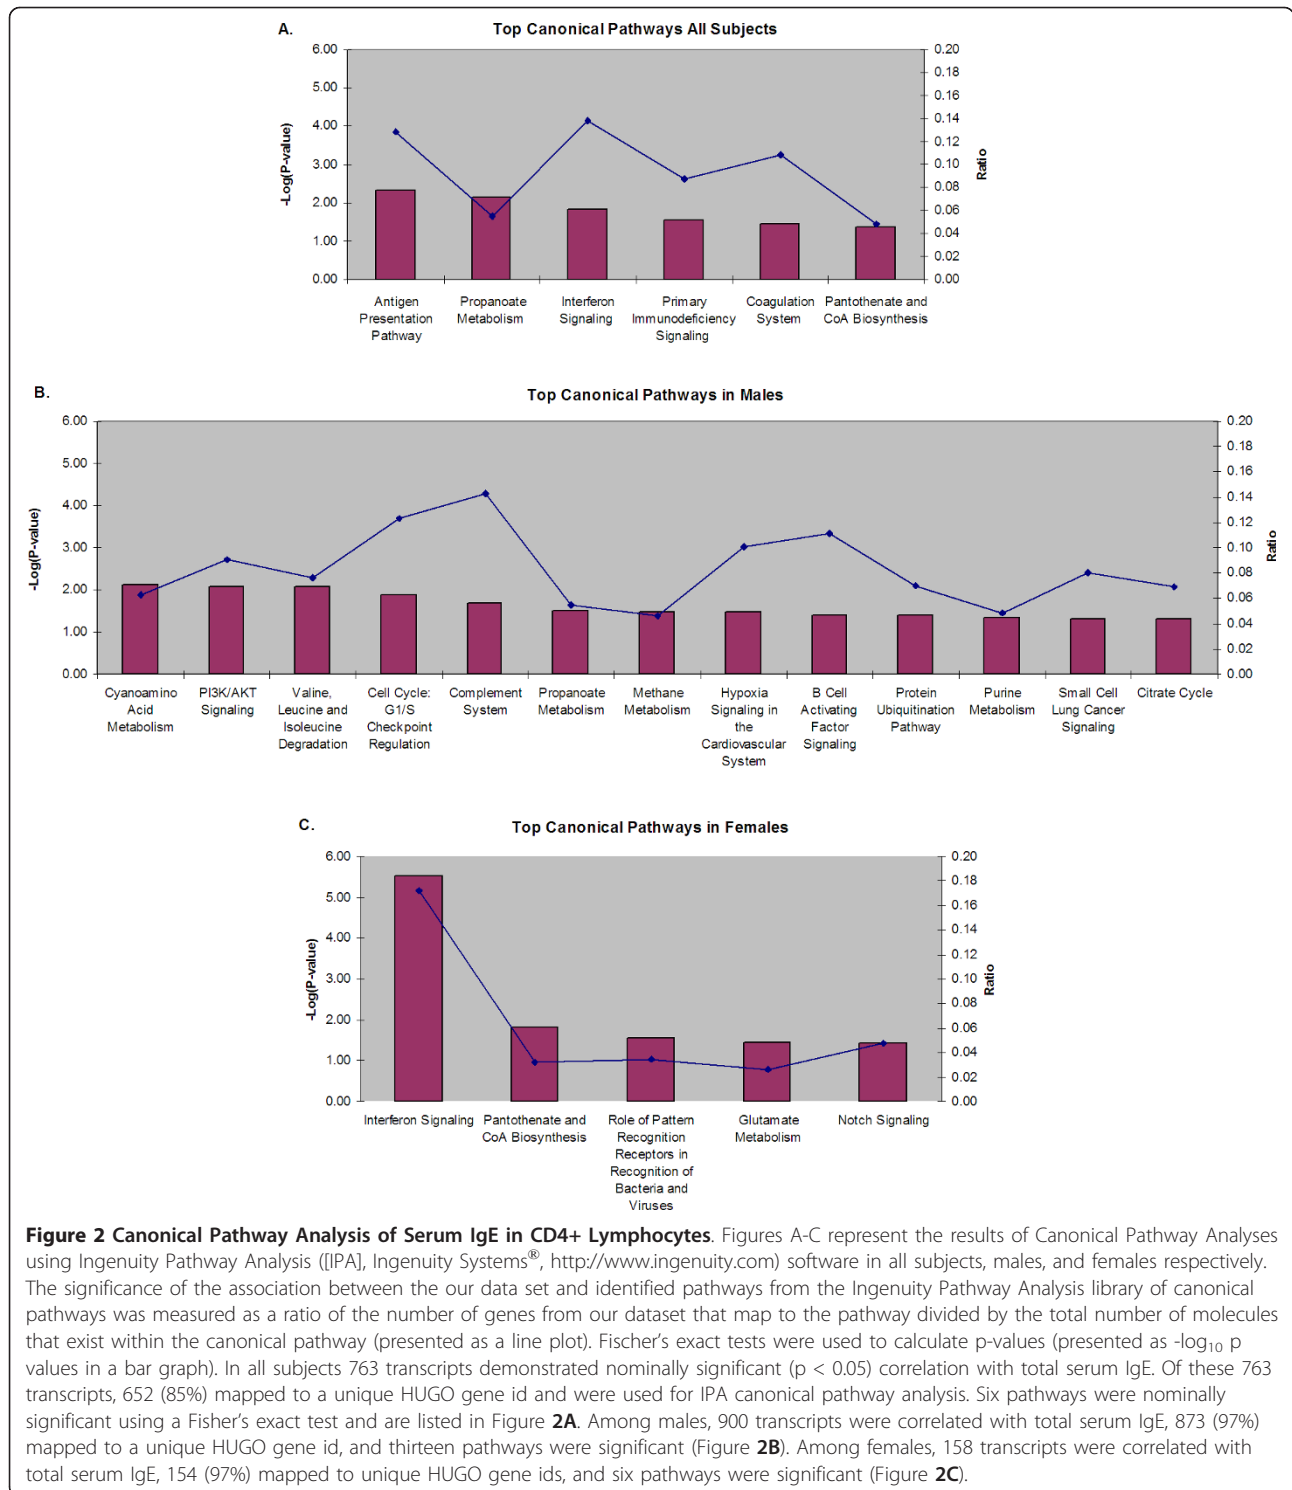 A.
Top Canonical Pathways All Subjects
6.00
5.00
4.00
3.00
2.00
1.00
0.00
-Log(P-value)
0.20
0.18
0.16
0.14
0.12
0.10
0.08
0.06
0.04
0.02
0.00
Ratio
Antigen
Presentation
Pathway
Propanoate
Metabolism
Interferon
Signaling
Primary
Immunodeficiency
Signaling
Coagulation
System
Pantothenate and
CoA Biosynthesis
B.
Top Canonical Pathways in Males
6.00
5.00
4.00
3.00
2.00
1.00
0.00
-Log(P-value)
0.20
0.18
0.16
0.14
0.12
0.10
0.08
0.06
0.04
0.02
0.00
Ratio
Cyanoamino
Acid
Metabolism
PI3K/AKT
Signaling
Valine,
Leucine and
Isoleucine
Degradation
Cell Cycle:
G1/S
Checkpoint
Regulation
Complement
System
Propanoate
Metabolism
Methane
Metabolism
Hypoxia
Signaling in
the
Cardiovascular
System
B Cell
Activating
Factor
Signaling
Protein
Ubiquitination
Pathway
Purine
Metabolism
Small Cell
Lung Cancer
Signaling
Citrate Cycle
C.
Top Canonical Pathways in Females
6.00
5.00
4.00
3.00
2.00
1.00
0.00
-Log(P-value)
0.20
0.18
0.16
0.14
0.12
0.10
0.08
0.06
0.04
0.02
0.00
Ratio
Interferon Signaling
Pantothenate and
CoA Biosynthesis
Role of Pattern
Recognition
Receptors in
Recognition of
Bacteria and
Viruses
Glutamate
Metabolism
Notch Signaling
Figure 2 Canonical Pathway Analysis of Serum IgE in CD4+ Lymphocytes. Figures A-C represent the results of Canonical Pathway Analyses
using Ingenuity Pathway Analysis ([IPA], Ingenuity Systems®, http://www.ingenuity.com) software in all subjects, males, and females respectively.
The significance of the association between the our data set and identified pathways from the Ingenuity Pathway Analysis library of canonical
pathways was measured as a ratio of the number of genes from our dataset that map to the pathway divided by the total number of molecules
that exist within the canonical pathway (presented as a line plot). Fischer's exact tests were used to calculate p-values (presented as -log10 p
values in a bar graph). In all subjects 763 transcripts demonstrated nominally significant (p < 0.05) correlation with total serum IgE. Of these 763
transcripts, 652 (85%) mapped to a unique HUGO gene id and were used for IPA canonical pathway analysis. Six pathways were nominally
significant using a Fisher's exact test and are listed in Figure 2A. Among males, 900 transcripts were correlated with total serum IgE, 873 (97%)
mapped to a unique HUGO gene id, and thirteen pathways were significant (Figure 2B). Among females, 158 transcripts were correlated with
total serum IgE, 154 (97%) mapped to unique HUGO gene ids, and six pathways were significant (Figure 2C).